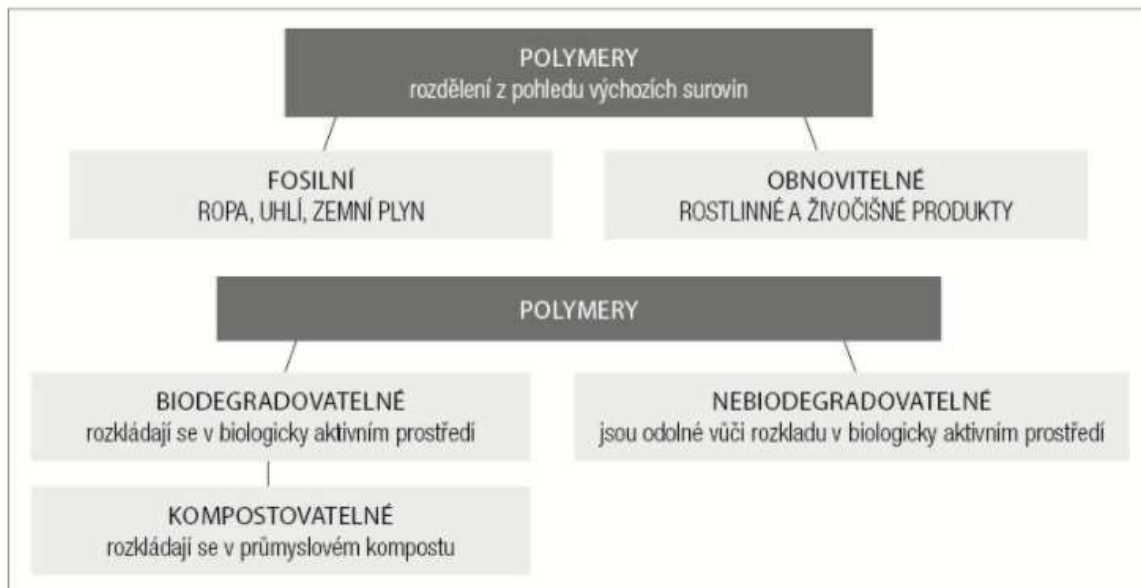 POLYMERY
rozdělení z pohledu výchozích surovin
FOSILNÍ
ROPA, UHLÍ, ZEMNÍ PLYN
OBNOVITELNÉ
ROSTLINNÉ A ŽIVOČIŠNÉ PRODUKTY
POLYMERY
BIODEGRADOVATELNÉ
rozkládají se v biologicky aktivním prostředí
NEBIODEGRADOVATELNÉ
jsou odolné vůči rozkladu v biologicky aktivním prostředí
KOMPOSTOVATELNÉ
rozkládají se v průmyslovém kompostu